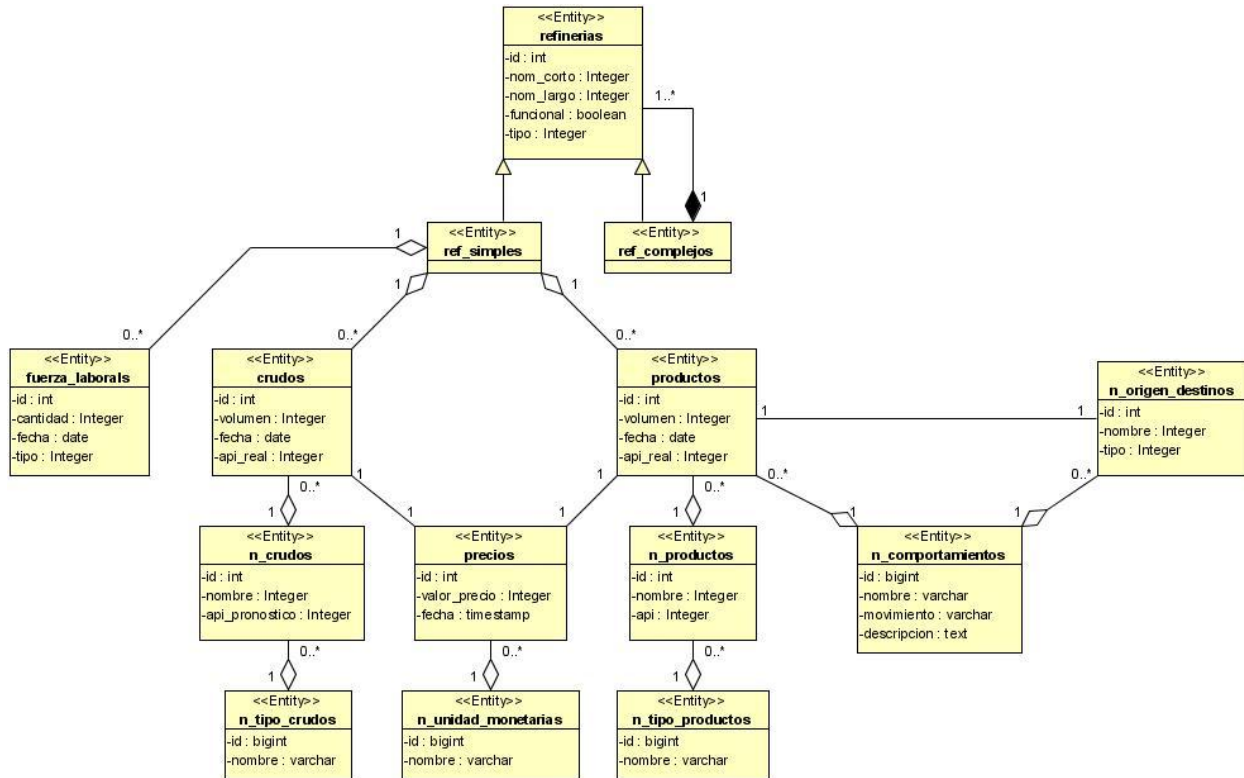 <<Entity>>
refinerias
-id : int
-nom_corto : Integer
-nom_largo : Integer
-funcional : boolean
-tipo : Integer
1..*
1
<<Entity>>
ref_simples
<<Entity>>
ref_complejos
1
1
1
0..*
0..*
0..*
<<Entity>>
fuerza_laborals
-id : int
-cantidad : Integer
-fecha : date
-tipo : Integer
<<Entity>>
crudos
-id : int
-volumen : Integer
-fecha : date
-api_real : Integer
<<Entity>>
productos
-id : int
-volumen : Integer
-fecha : date
-api_real : Integer
1
1
<<Entity>>
n_origen_destinos
-id : int
-nombre : Integer
-tipo : Integer
0..*
1
1
0..*
0..*
0..*
1
1
1
1
1
1
<<Entity>>
n_crudos
-id : int
-nombre : Integer
-api_pronostico : Integer
<<Entity>>
precios
-id : int
-valor_precio : Integer
-fecha : timestamp
<<Entity>>
n_productos
-id : int
-nombre : Integer
-api : Integer
<<Entity>>
n_comportamientos
-id : bigint
-nombre : varchar
-movimiento : varchar
-descripcion : text
0..*
0..*
0..*
1
1
1
<<Entity>>
n_tipo_crudos
-id : bigint
-nombre : varchar
<<Entity>>
n_unidad_monetarias
-id : bigint
-nombre : varchar
<<Entity>>
n_tipo_productos
-id : bigint
-nombre : varchar